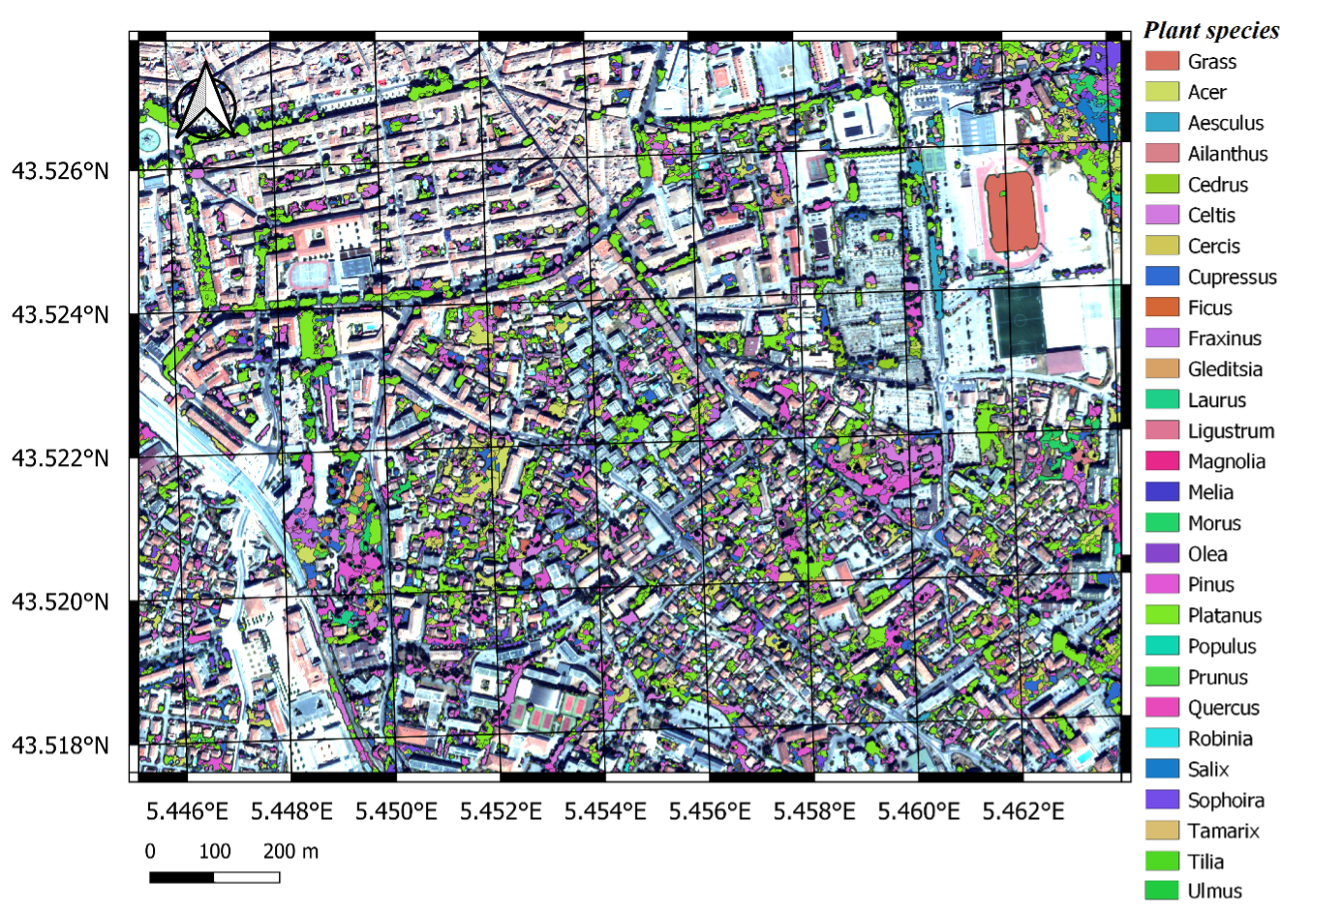 Plant species
Grass
Acer
Aesculus
Ailanthus
Cedrus
Celtis
Cercis
Cupressus
Ficus
Fraxinus
Gleditsia
Laurus
Ligustrum
Magnolia
Melia
Morus
Olea
Pinus
Platanus
Populus
Prunus
Quercus
Robinia
Salix
Sophoira
Tamarix
Tilia
Ulmus
43.526°N
43.524°N
43.522°N
43.520°N
43.518°N
5.446°E 5.448°E 5.450°E 5.452°E 5.454°E 5.456°E 5.458°E 5.460°E 5.462°E
0 100 200 m